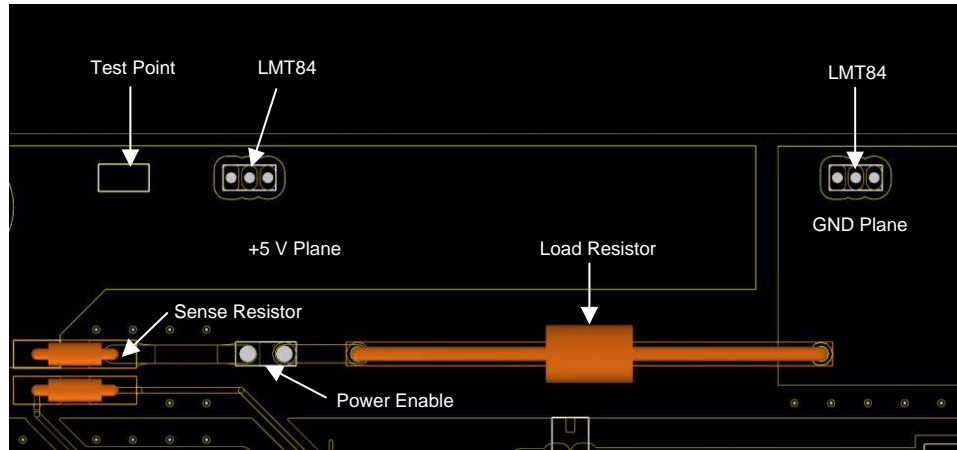 Test Point
LMT84
LMT84
GND Plane
+5 V Plane
Load Resistor
Sense Resistor
Power Enable